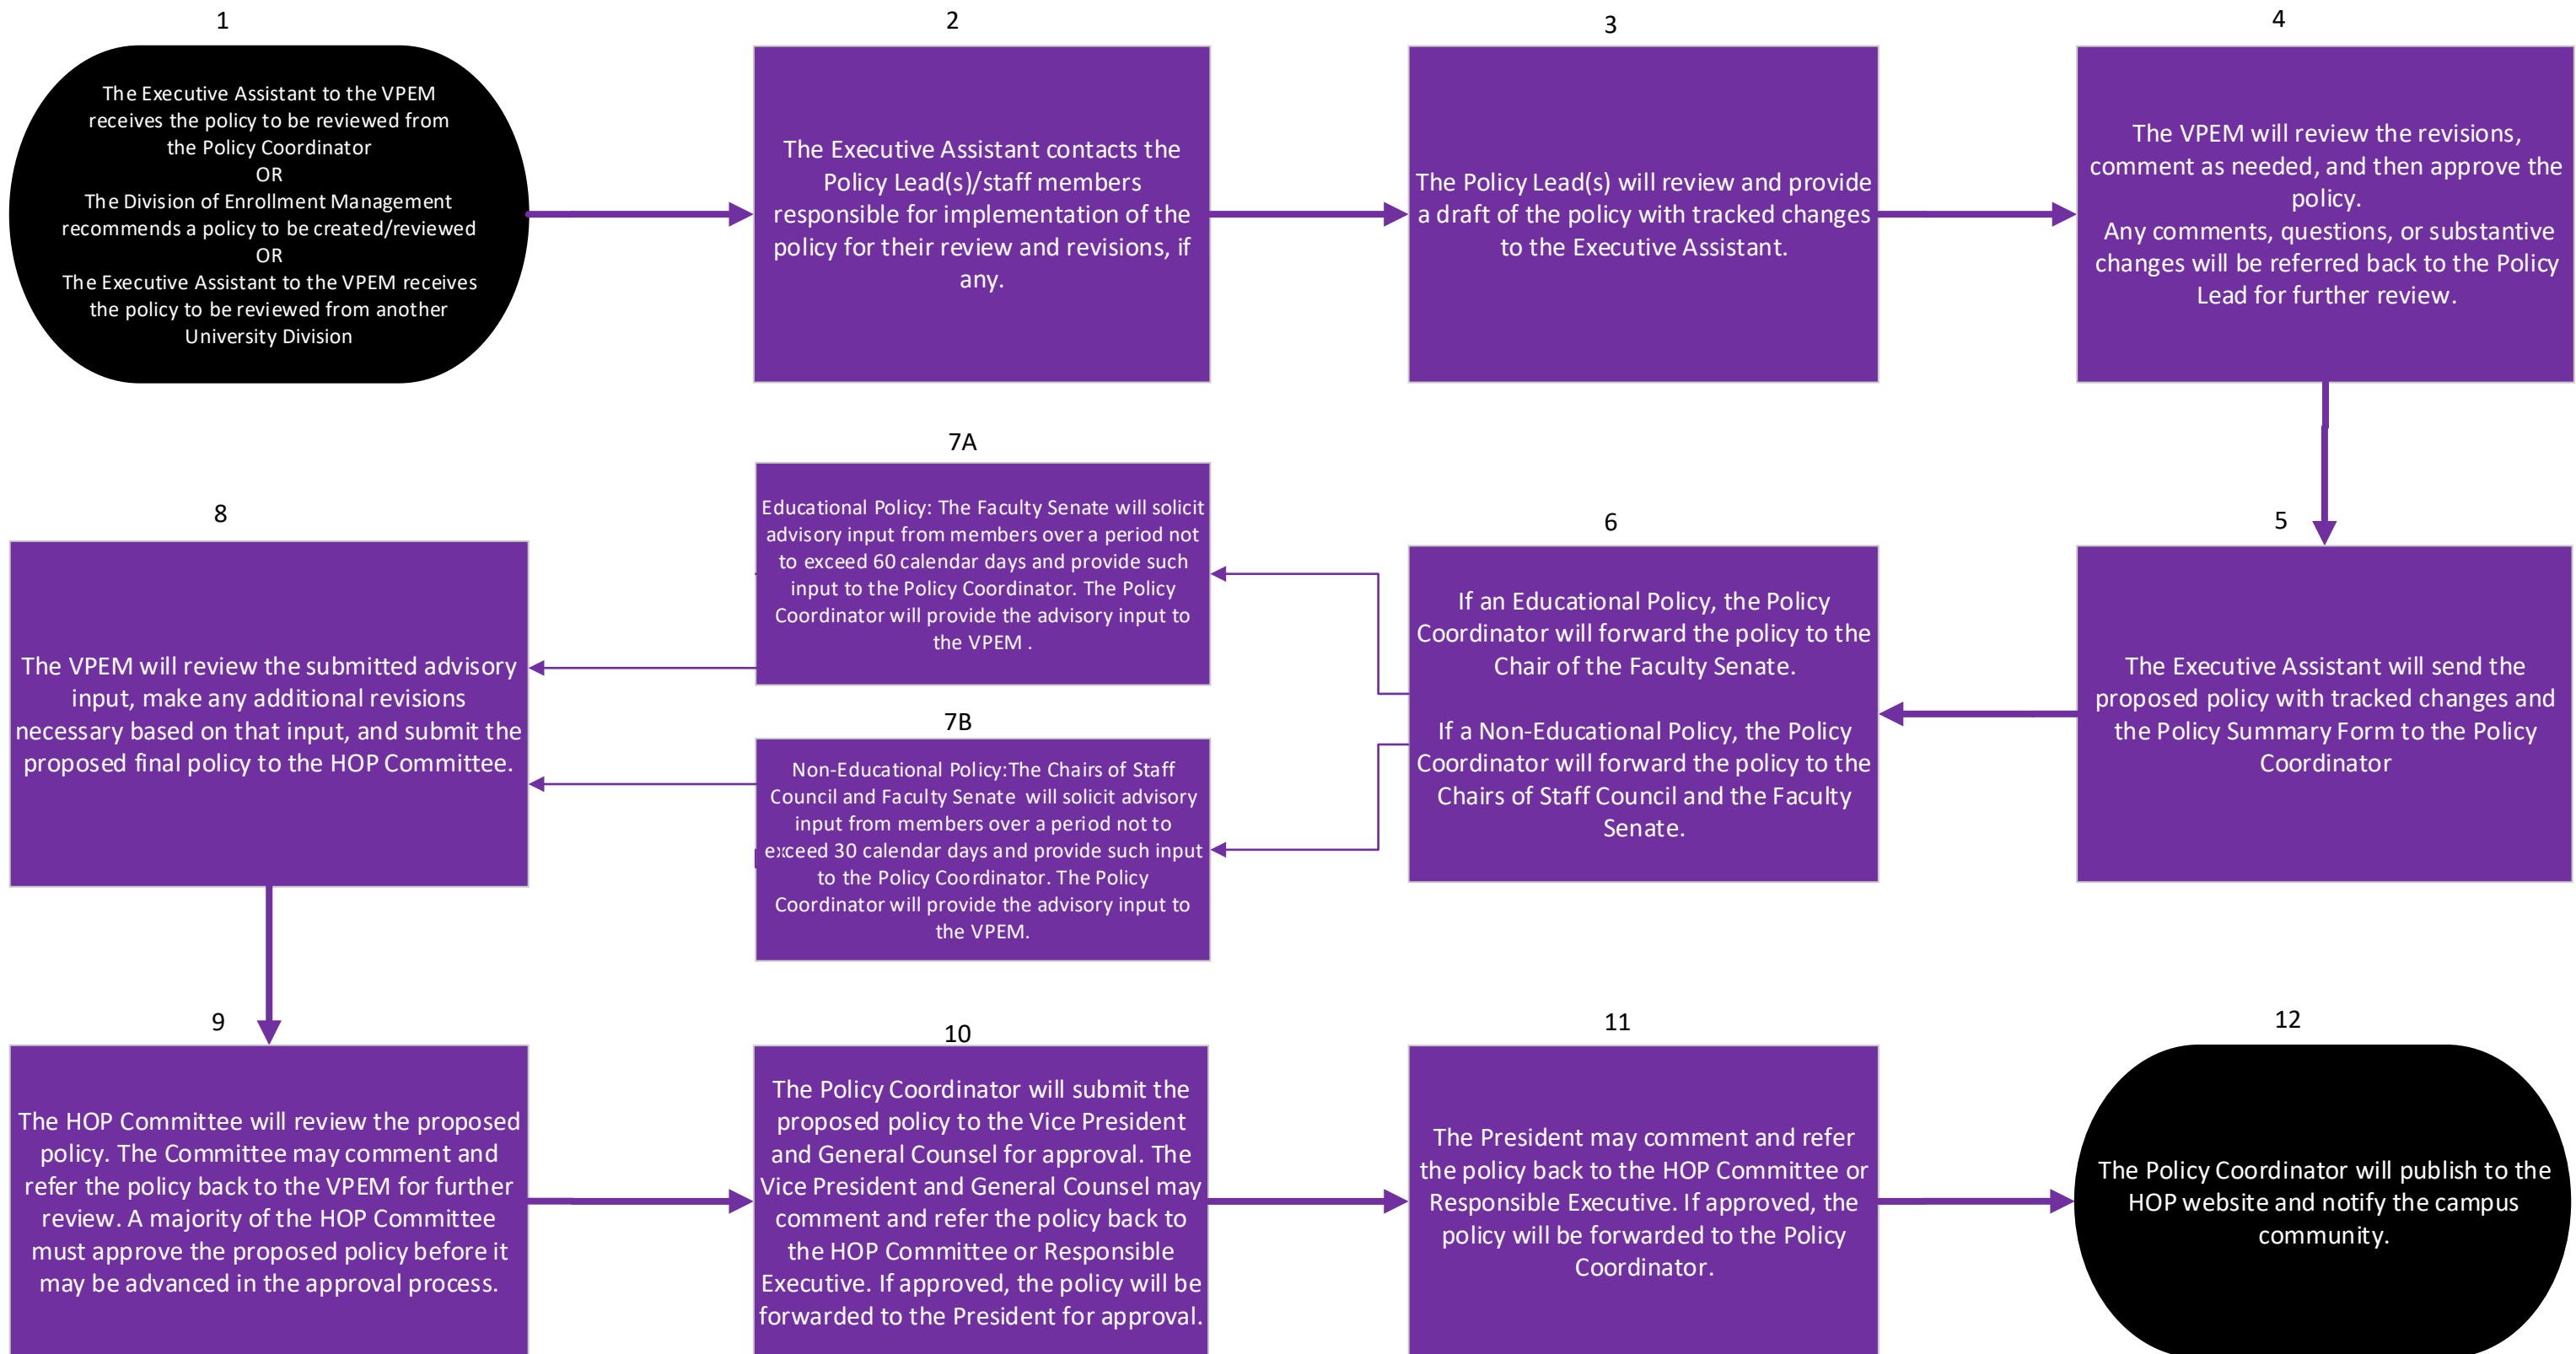 1
The Executive Assistant to the VPEM
receives the policy to be reviewed from
the Policy Coordinator
OR
The Division of Enrollment Management
recommends a policy to be created/reviewed
OR
The Executive Assistant to the VPEM receives
the policy to be reviewed from another
University Division
2
The Executive Assistant contacts the
Policy Lead(s)/staff members
responsible for implementation of the
policy for their review and revisions, if
any.
3
The Policy Lead(s) will review and provide
a draft of the policy with tracked changes
to the Executive Assistant.
4
The VPEM will review the revisions,
comment as needed, and then approve the
policy.
Any comments, questions, or substantive
changes will be referred back to the Policy
Lead for further review.
5
The Executive Assistant will send the
proposed policy with tracked changes and
the Policy Summary Form to the Policy
Coordinator
6
If an Educational Policy, the Policy
Coordinator will forward the policy to the
Chair of the Faculty Senate.
If a Non-Educational Policy, the Policy
Coordinator will forward the policy to the
Chairs of Staff Council and the Faculty
Senate.
7A
Educational Policy: The Faculty Senate will solicit
advisory input from members over a period not
to exceed 60 calendar days and provide such
input to the Policy Coordinator. The Policy
Coordinator will provide the advisory input to
the VPEM .
7B
Non-Educational Policy:The Chairs of Staff
Council and Faculty Senate will solicit advisory
input from members over a period not to
exceed 30 calendar days and provide such input
to the Policy Coordinator. The Policy
Coordinator will provide the advisory input to
the VPEM.
8
The VPEM will review the submitted advisory
input, make any additional revisions
necessary based on that input, and submit the
proposed final policy to the HOP Committee.
9
The HOP Committee will review the proposed
policy. The Committee may comment and
refer the policy back to the VPEM for further
review. A majority of the HOP Committee
must approve the proposed policy before it
may be advanced in the approval process.
10
The Policy Coordinator will submit the
proposed policy to the Vice President
and General Counsel for approval. The
Vice President and General Counsel may
comment and refer the policy back to
the HOP Committee or Responsible
Executive. If approved, the policy will be
forwarded to the President for approval.
11
The President may comment and refer
the policy back to the HOP Committee or
Responsible Executive. If approved, the
policy will be forwarded to the Policy
Coordinator.
12
The Policy Coordinator will publish to the
HOP website and notify the campus
community.